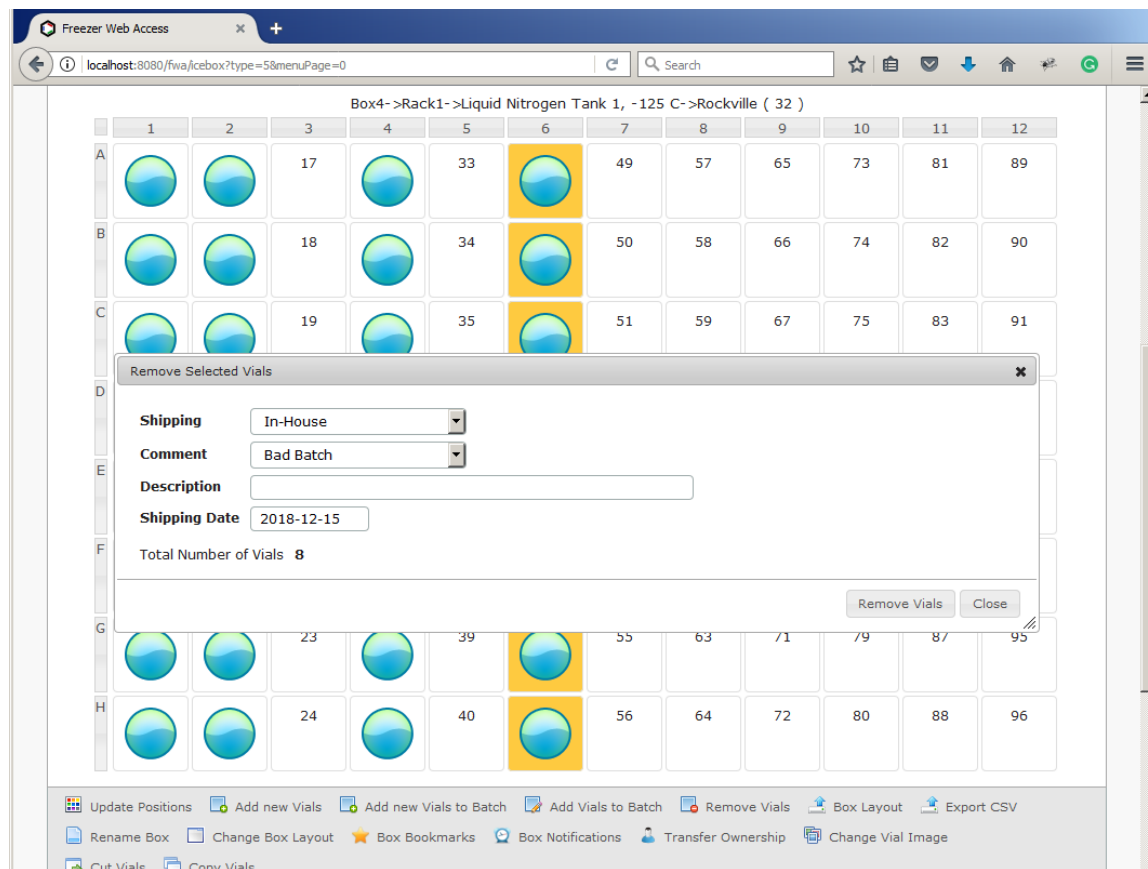 Freezer Web Access
localhost:8080/fwa/icebox?type=5&menuPage=0
Search
Box4->Rack1->Liquid Nitrogen Tank 1, -125 C->Rockville ( 32 )
1 2 3 4 5 6 7 8 9 10 11 12
A 17 33 49 57 65 73 81 89
B 18 34 50 58 66 74 82 90
C 19 35 51 59 67 75 83 91
Remove Selected Vials
D
Shipping In-House
Comment Bad Batch
E
Description
Shipping Date 2018-12-15
F
Total Number of Vials 8
Remove Vials Close
G 23 39 55 63 71 79 87 95
H 24 40 56 64 72 80 88 96
Update Positions Add new Vials Add new Vials to Batch Add Vials to Batch Remove Vials Box Layout Export CSV
Rename Box Change Box Layout Box Bookmarks Box Notifications Transfer Ownership Change Vial Image
Cut Vials Copy Vials